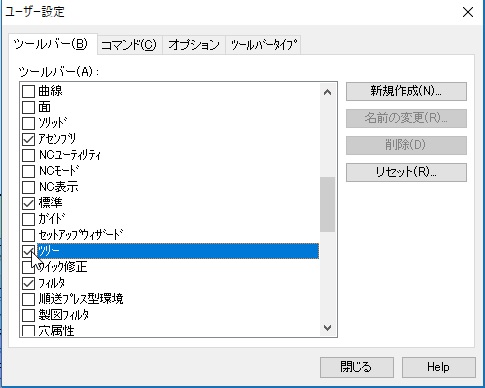 ユーザー設定
ツールバー(B) コマンド(C) オプション ﾂｰﾙﾊﾞｰﾀｲﾌﾟ
ツールバー(A):
曲線
面
ｿﾘｯﾄﾞ
ｱｾﾝﾌﾞﾘ
NCﾕｰﾃｨﾘﾃｨ
NCﾓｰﾄﾞ
NC表示
標準
ｶﾞｲﾄﾞ
ｾｯﾄｱｯﾌﾟｳｨｻﾞｰﾄﾞ
ﾂﾘｰ
ｸｲｯｸ修正
ﾌｨﾙﾀ
順送ﾌﾟﾚｽ型環境
製図ﾌｨﾙﾀ
穴属性
新規作成(N)...
名前の変更(R)...
削除(D)
リセット(R)...
閉じる
Help